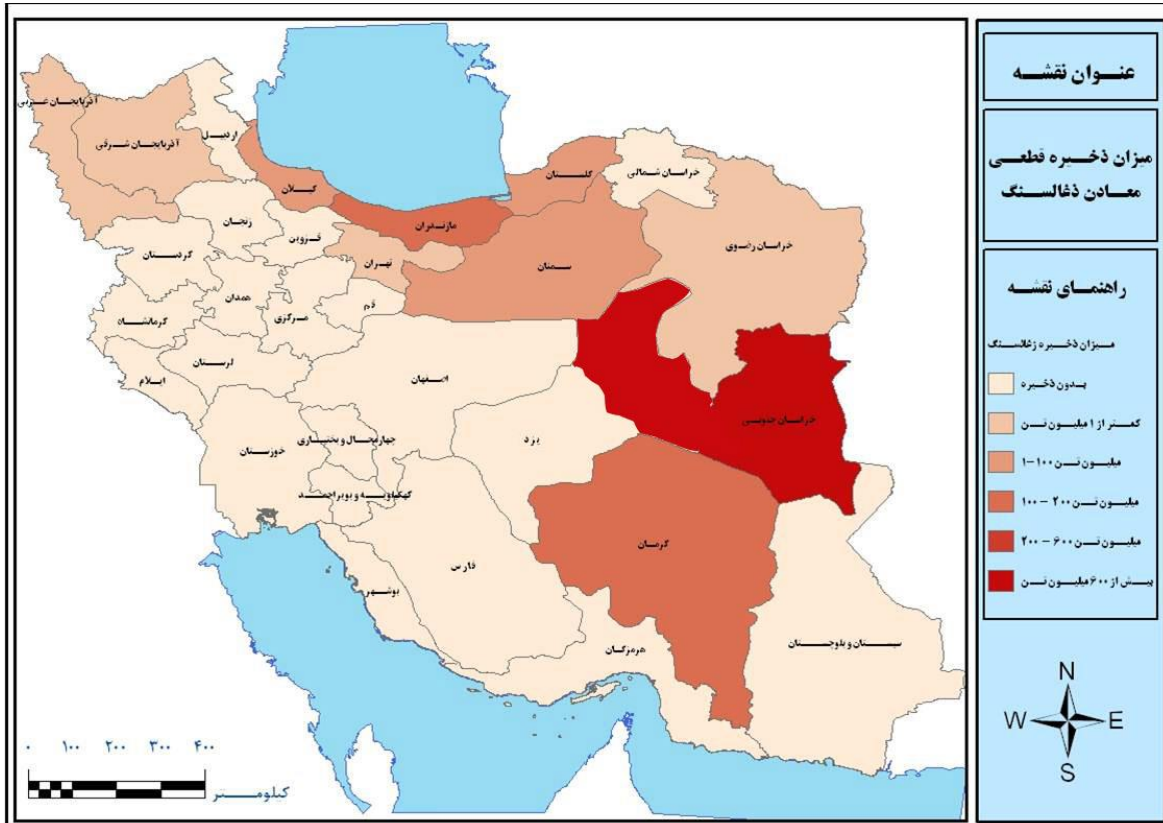 عنوان نقشه
میزان ذخیره قطعی
معادن ذغالسنگ
راهنمای نقشه
میزان ذخیره زغالسنگ
بدون ذخیره
کمتر از ۱ میلیون تن
۱-۱۰۰ میلیون تن
۱۰۰ - ۲۰۰ میلیون تن
۲۰۰ - ۶۰۰ میلیون تن
بیش از ۶۰۰ میلیون تن
N
W E
S
آذربایجان غربی
آذربایجان شرقی
اردبیل
گیلان
گلستان
خراسان شمالی
مازندران
زنجان
قزوین
تهران
سمنان
خراسان رضوی
کردستان
همدان
مرکزی
قم
کرمانشاه
لرستان
ایلام
اصفهان
خراسان جنوبی
یزد
چهارمحال و بختیاری
خوزستان
کهگیلویه و بویراحمد
کرمان
فارس
بوشهر
هرمزگان
سیستان و بلوچستان
۰ ۱۰۰ ۲۰۰ ۳۰۰ ۴۰۰
کیلومتر